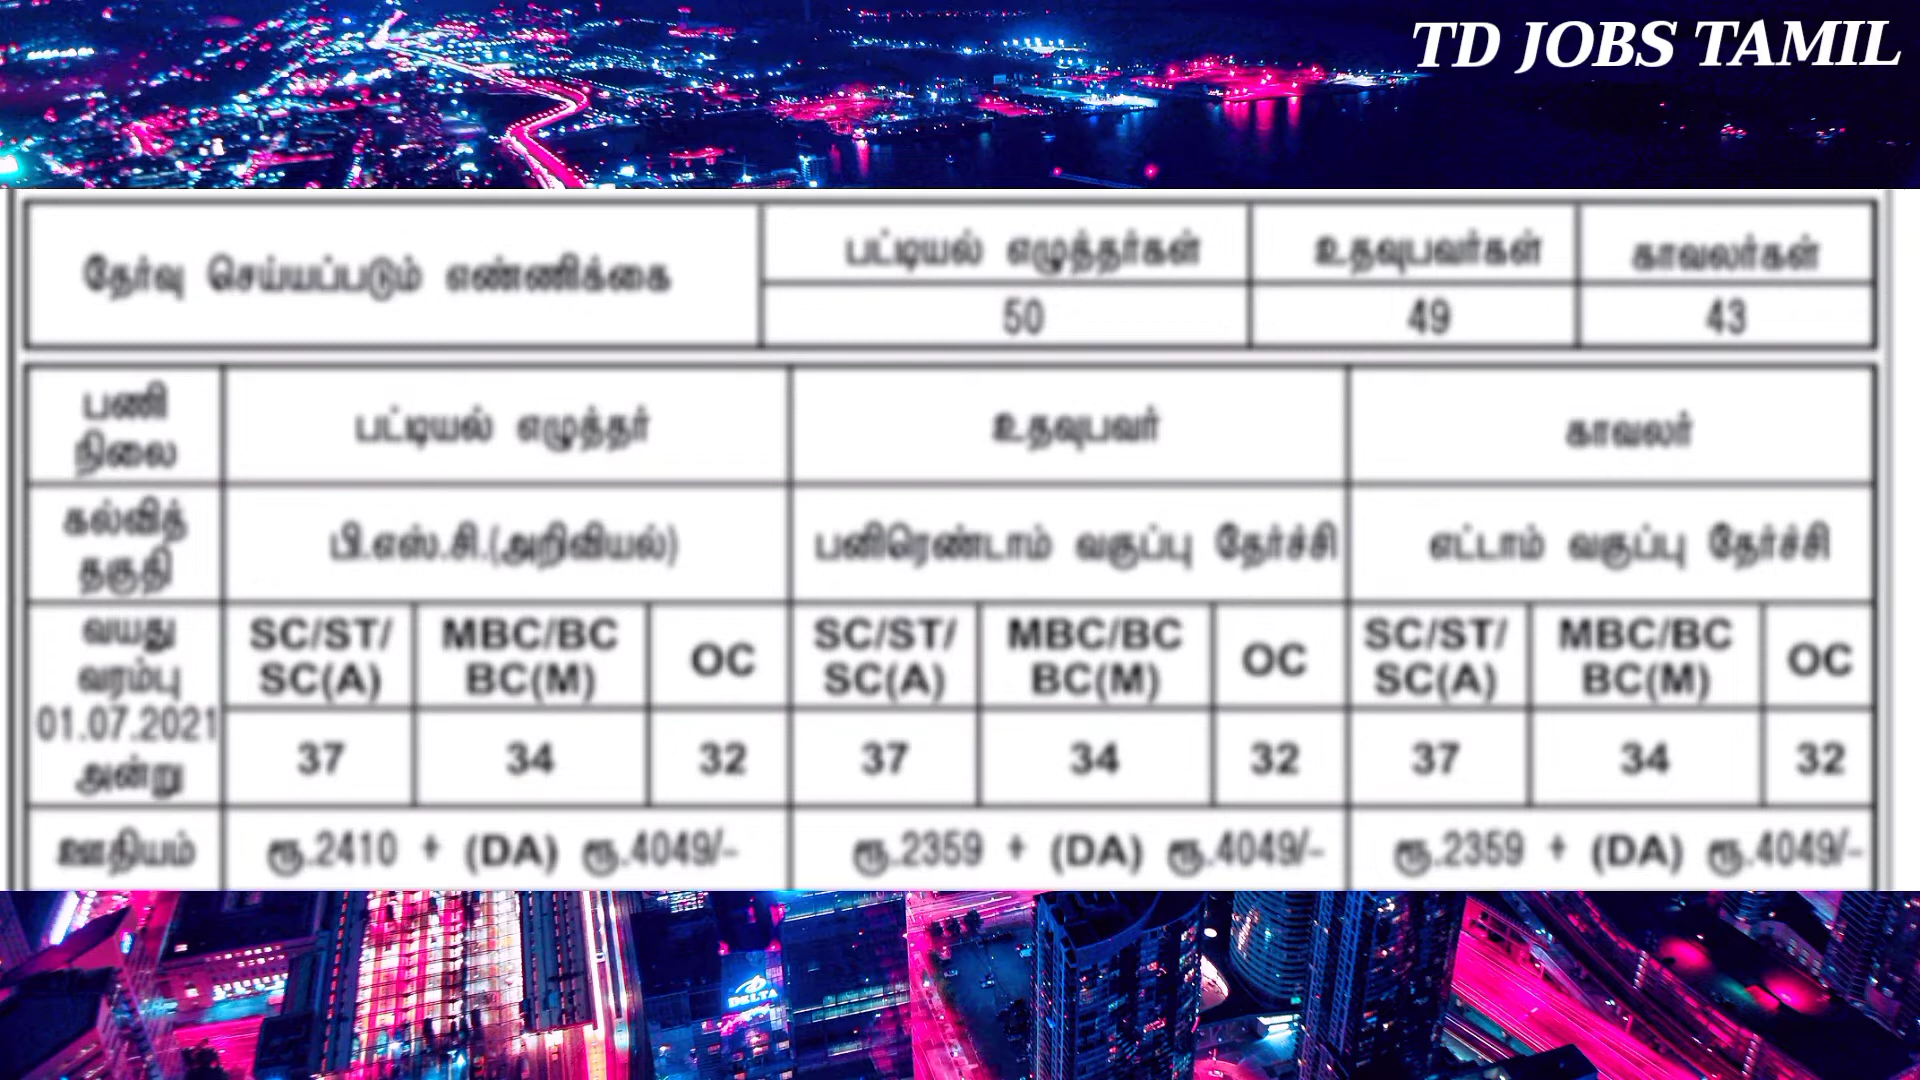 TD JOBS TAMIL
தேர்வு செய்யப்படும் எண்ணிக்கை
பட்டியல் எழுத்தர்கள் உதவுபவர்கள் காவலர்கள்
50 49 43
பணி
நிலை
பட்டியல் எழுத்தர் உதவுபவர் காவலர்
கல்வித்
தகுதி
பி.எஸ்.சி.(அறிவியல்) பனிரெண்டாம் வகுப்பு தேர்ச்சி எட்டாம் வகுப்பு தேர்ச்சி
வயது
வரம்பு
01.07.2021
அன்று
SC/ST/
SC(A)
MBC/BC
BC(M)
OC
SC/ST/
SC(A)
MBC/BC
BC(M)
OC
SC/ST/
SC(A)
MBC/BC
BC(M)
OC
37 34 32 37 34 32 37 34 32
ஊதியம் ரூ.2410 + (DA) ரூ.4049/- ரூ.2359 + (DA) ரூ.4049/- ரூ.2359 + (DA) ரூ.4049/-
DELTA